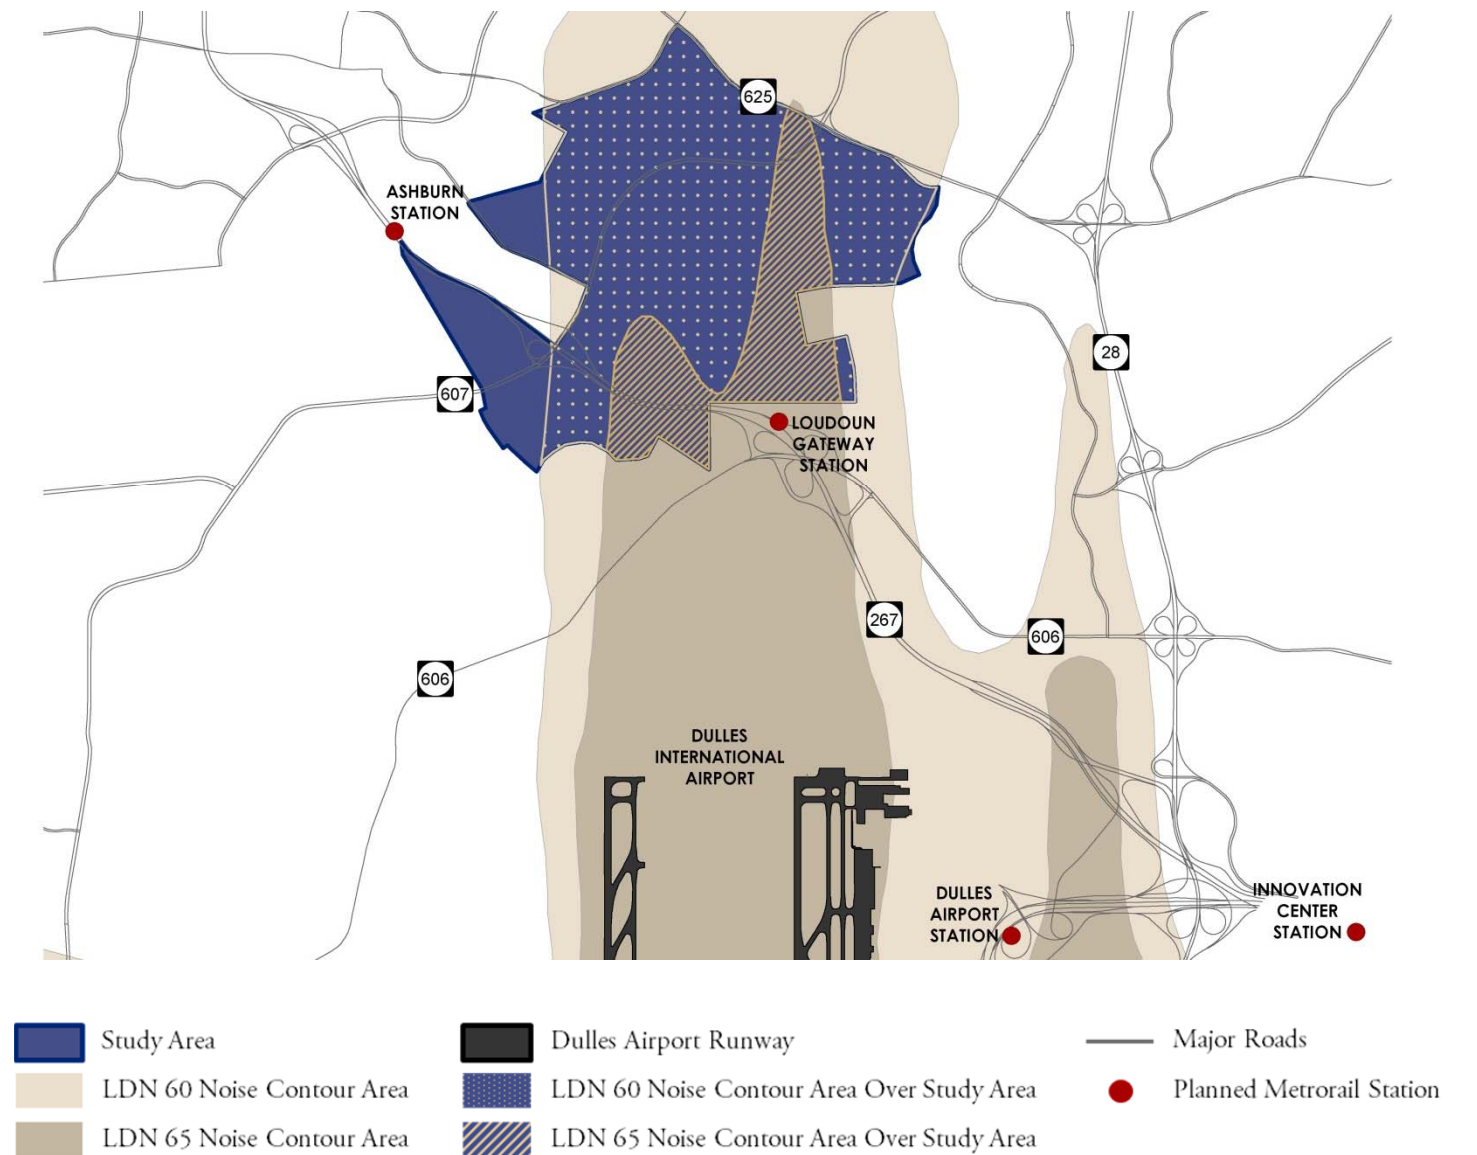 625
ASHBURN
STATION
28
607
LOUDOUN
GATEWAY
STATION
267
606
606
DULLES
INTERNATIONAL
AIRPORT
DULLES
AIRPORT
STATION
INNOVATION
CENTER
STATION
Study Area
Dulles Airport Runway
Major Roads
LDN 60 Noise Contour Area
LDN 60 Noise Contour Area Over Study Area
Planned Metrorail Station
LDN 65 Noise Contour Area
LDN 65 Noise Contour Area Over Study Area